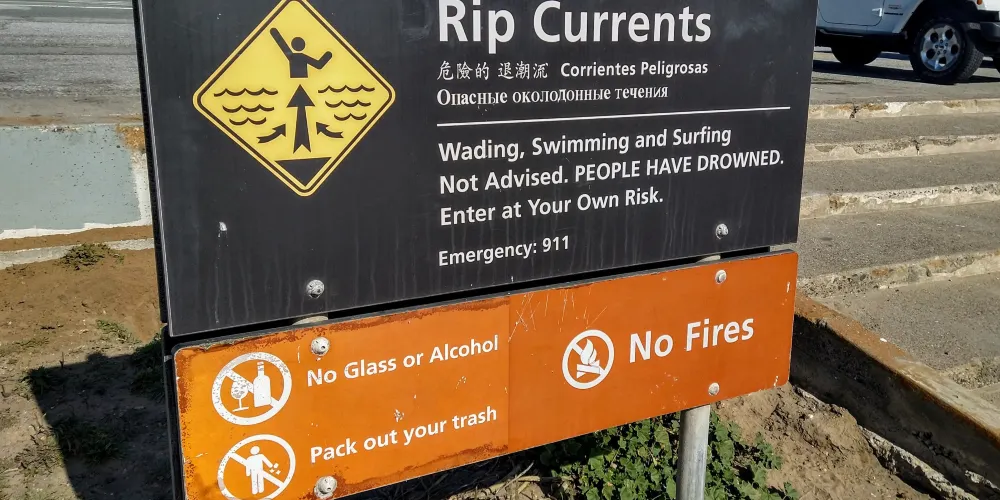 Rip Currents
危險的 退潮流 Corrientes Peligrosas
Опасные околодонные течения
Wading, Swimming and Surfing
Not Advised. PEOPLE HAVE DROWNED.
Enter at Your Own Risk.
Emergency: 911
No Glass or Alcohol
No Fires
Pack out your trash